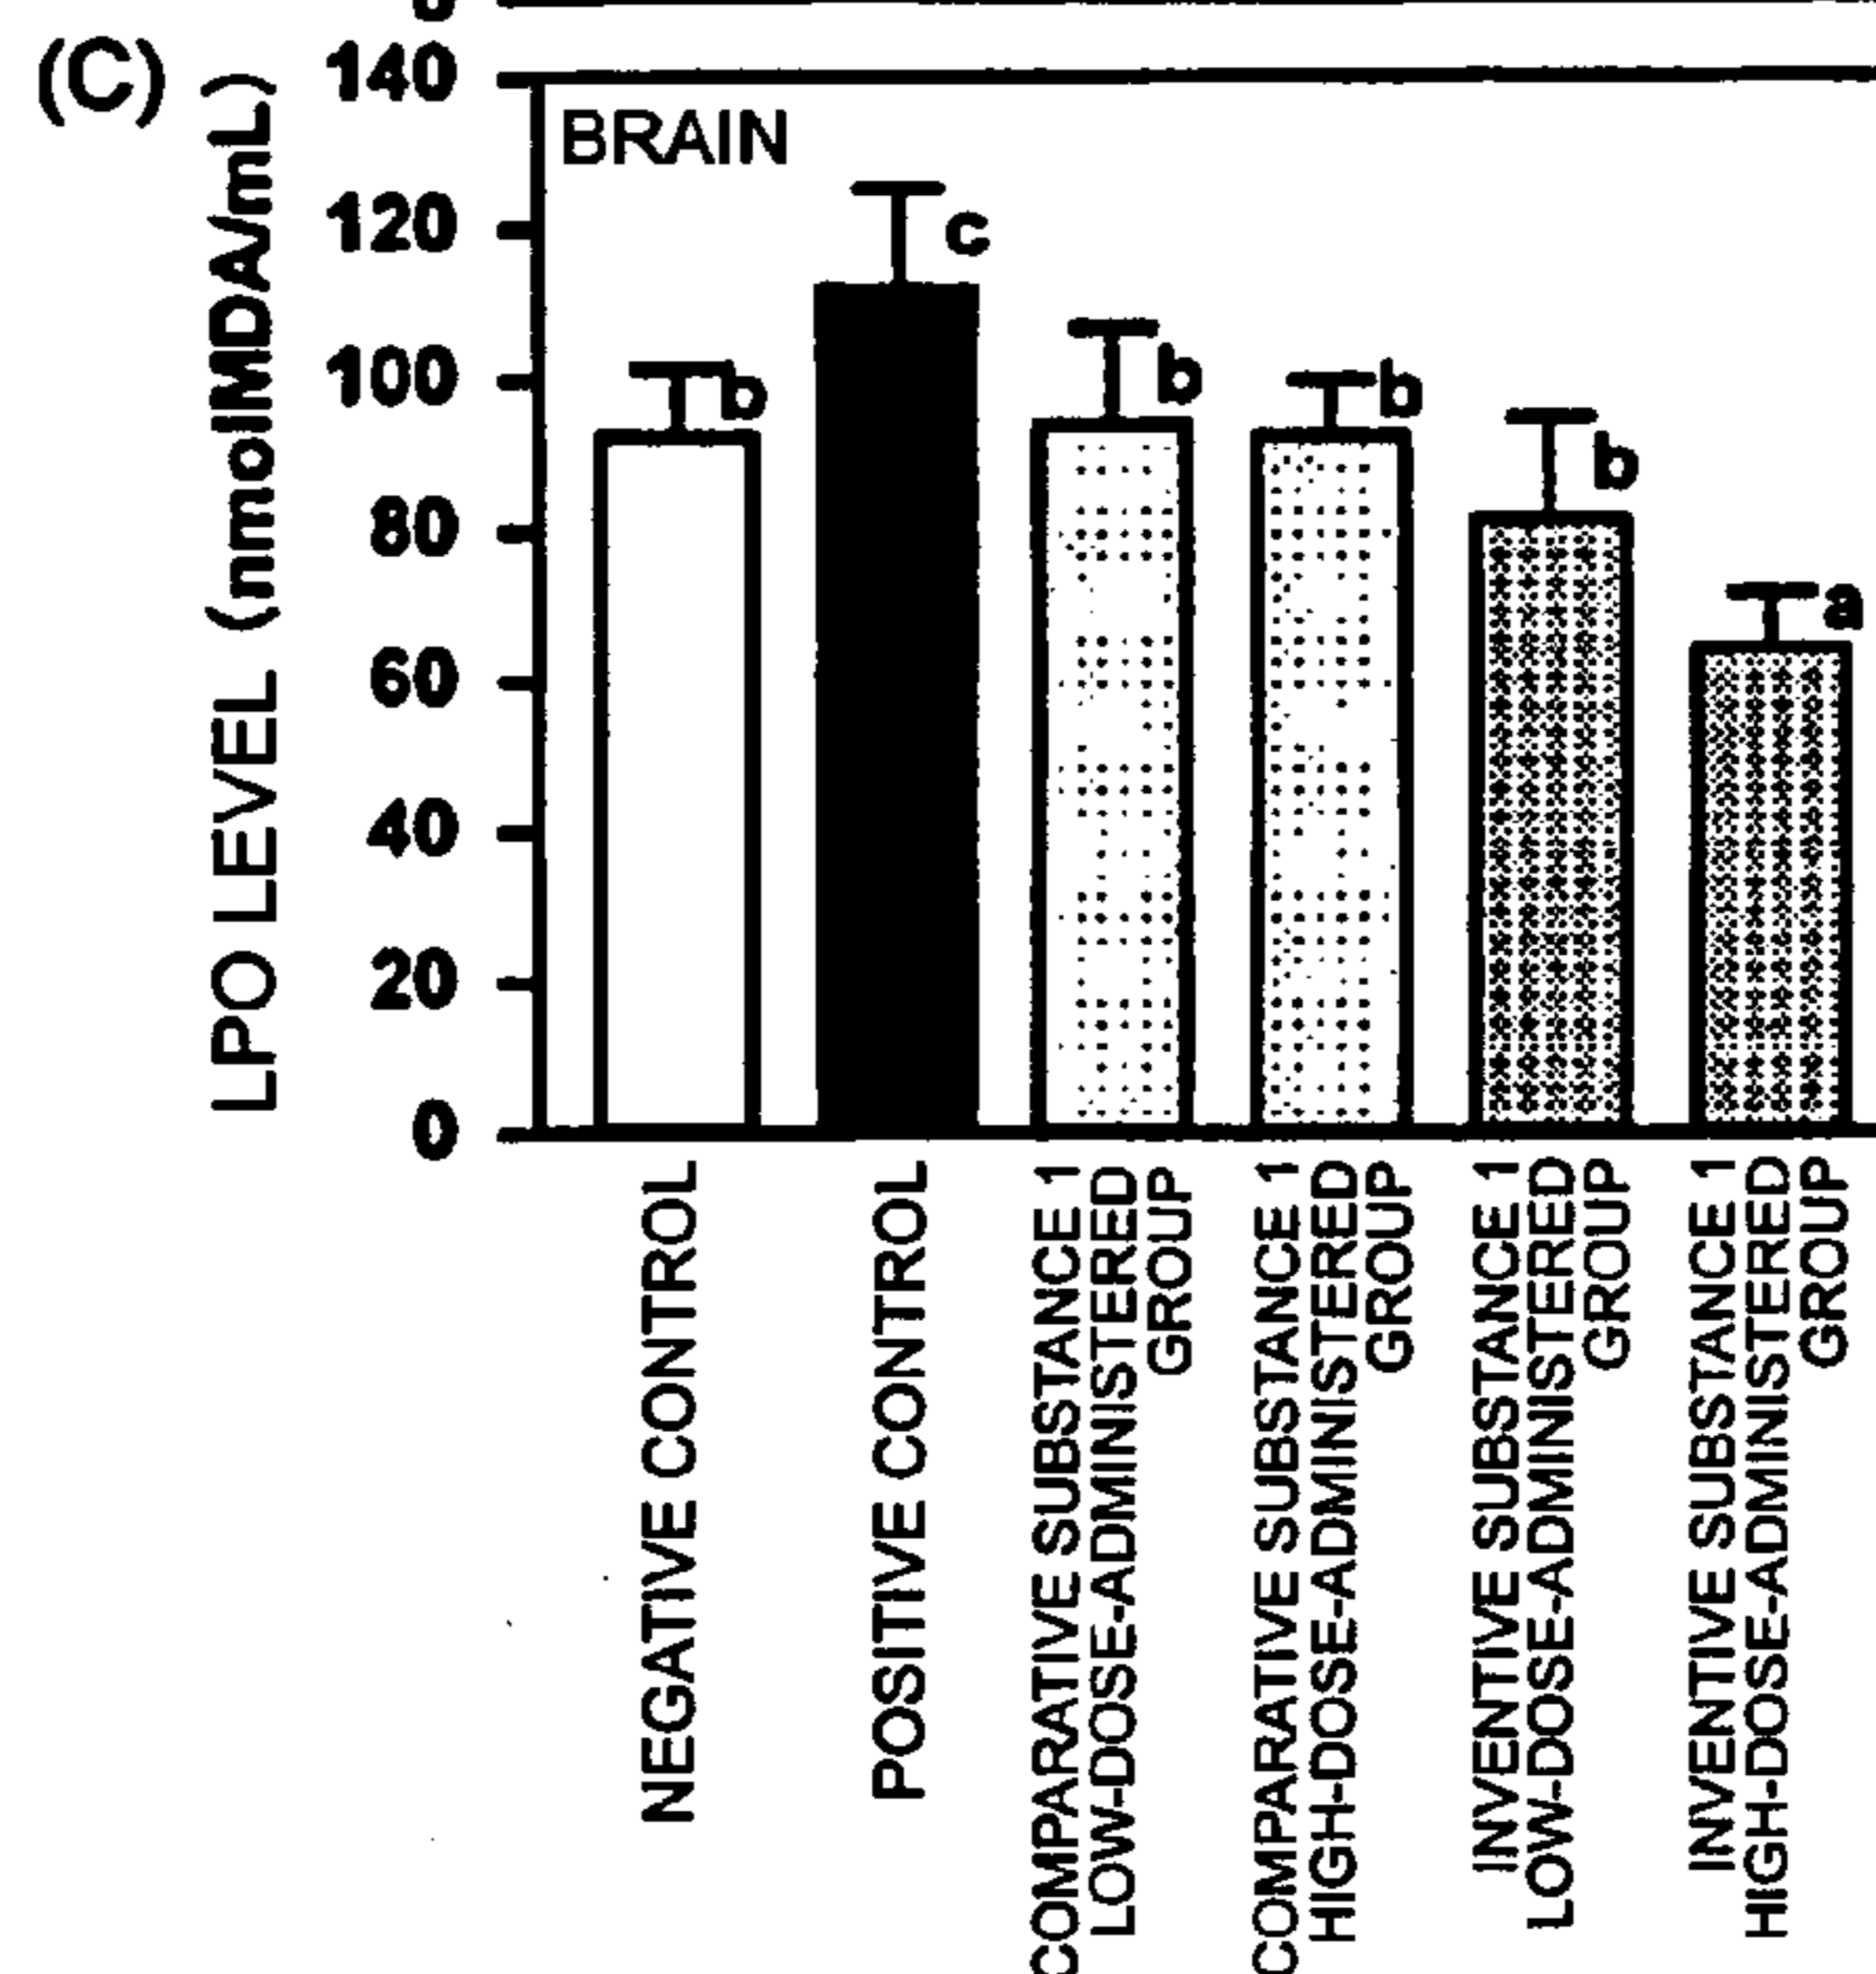 (C)
LPO LEVEL (nmolMDA/mL)
140
120
100
80
60
40
20
0
BRAIN
b
c
b
b
b
a
NEGATIVE CONTROL
POSITIVE CONTROL
COMPARATIVE SUBSTANCE 1
LOW-DOSE-ADMINISTERED
GROUP
COMPARATIVE SUBSTANCE 1
HIGH-DOSE-ADMINISTERED
GROUP
INVENTIVE SUBSTANCE 1
LOW-DOSE-ADMINISTERED
GROUP
INVENTIVE SUBSTANCE 1
HIGH-DOSE-ADMINISTERED
GROUP